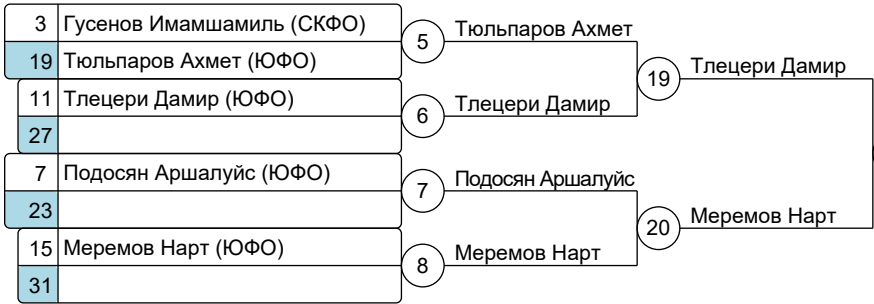 3 Гусенов Имамшамиль (СКФО)
19 Тюльпаров Ахмет (ЮФО)
11 Тлецери Дамир (ЮФО)
27
7 Подосян Аршалуйс (ЮФО)
23
15 Меремов Нарт (ЮФО)
31
5 Тюльпаров Ахмет
6 Тлецери Дамир
7 Подосян Аршалуйс
8 Меремов Нарт
19 Тлецери Дамир
20 Меремов Нарт